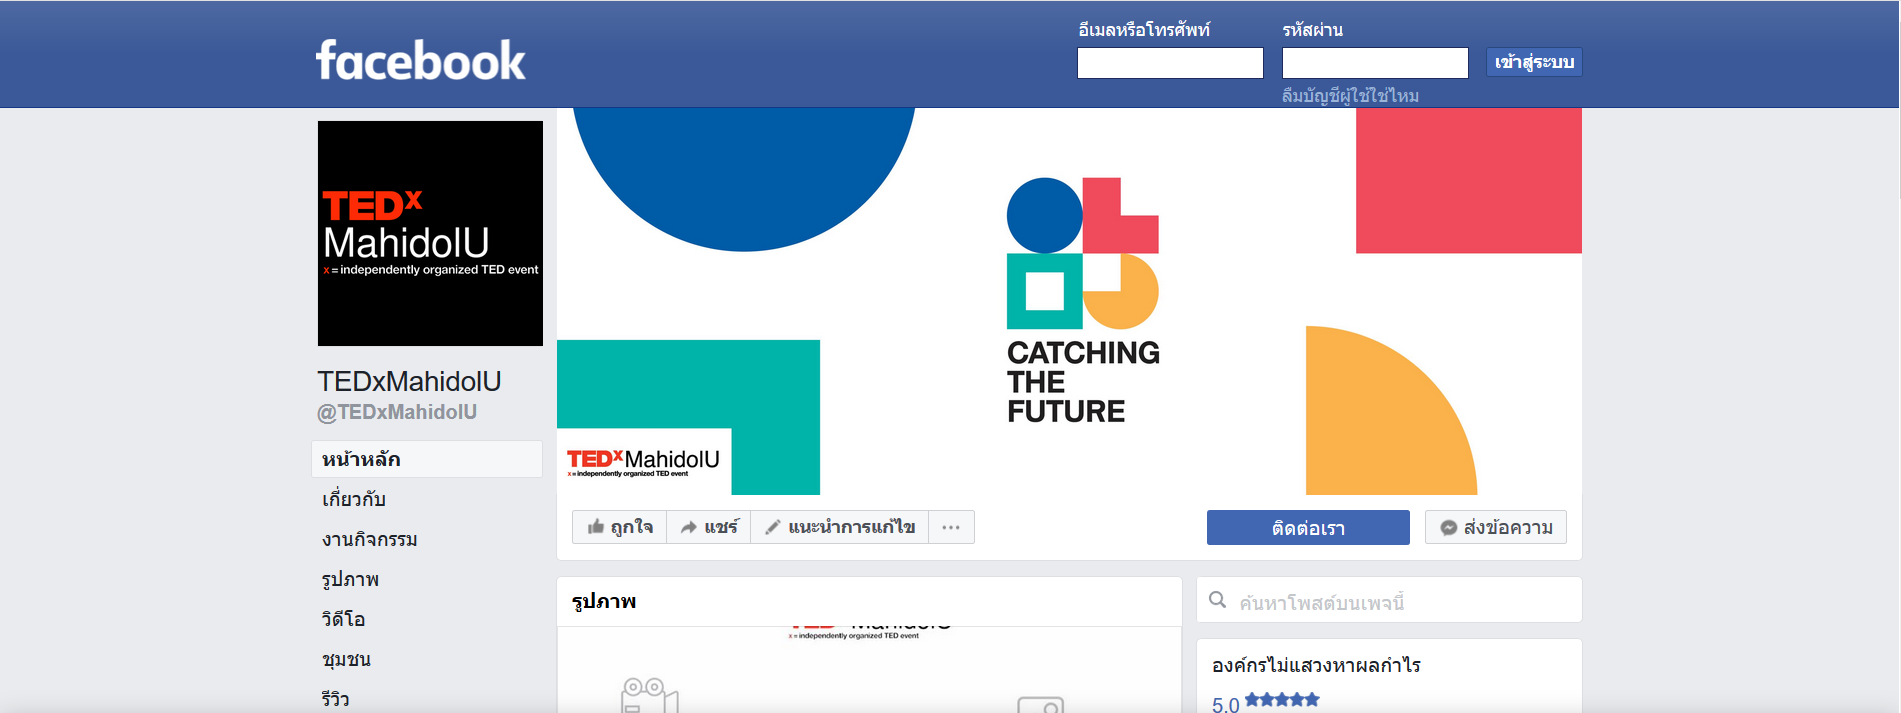 facebook
อีเมลหรือโทรศัพท์
รหัสผ่าน
เข้าสู่ระบบ
ลืมบัญชีผู้ใช้ใช่ไหม
TEDx
MahidolU
x = independently organized TED event
TEDxMahidolU
@TEDxMahidolU
หน้าหลัก
เกี่ยวกับ
งานกิจกรรม
รูปภาพ
วิดีโอ
ชุมชน
รีวิว
CATCHING
THE
FUTURE
TEDxMahidolU
x = independently organized TED event
ถูกใจ
แชร์
แนะนำการแก้ไข
ติดต่อเรา
ส่งข้อความ
รูปภาพ
TEDx MahidolU
x = independently organized TED event
ค้นหาโพสต์บนเพจนี้
องค์กรไม่แสวงหาผลกำไร
5.0